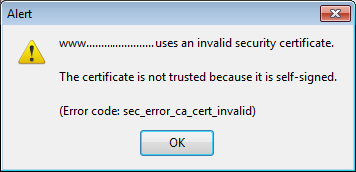 Alert
www....................... uses an invalid security certificate.
The certificate is not trusted because it is self-signed.
(Error code: sec_error_ca_cert_invalid)
OK